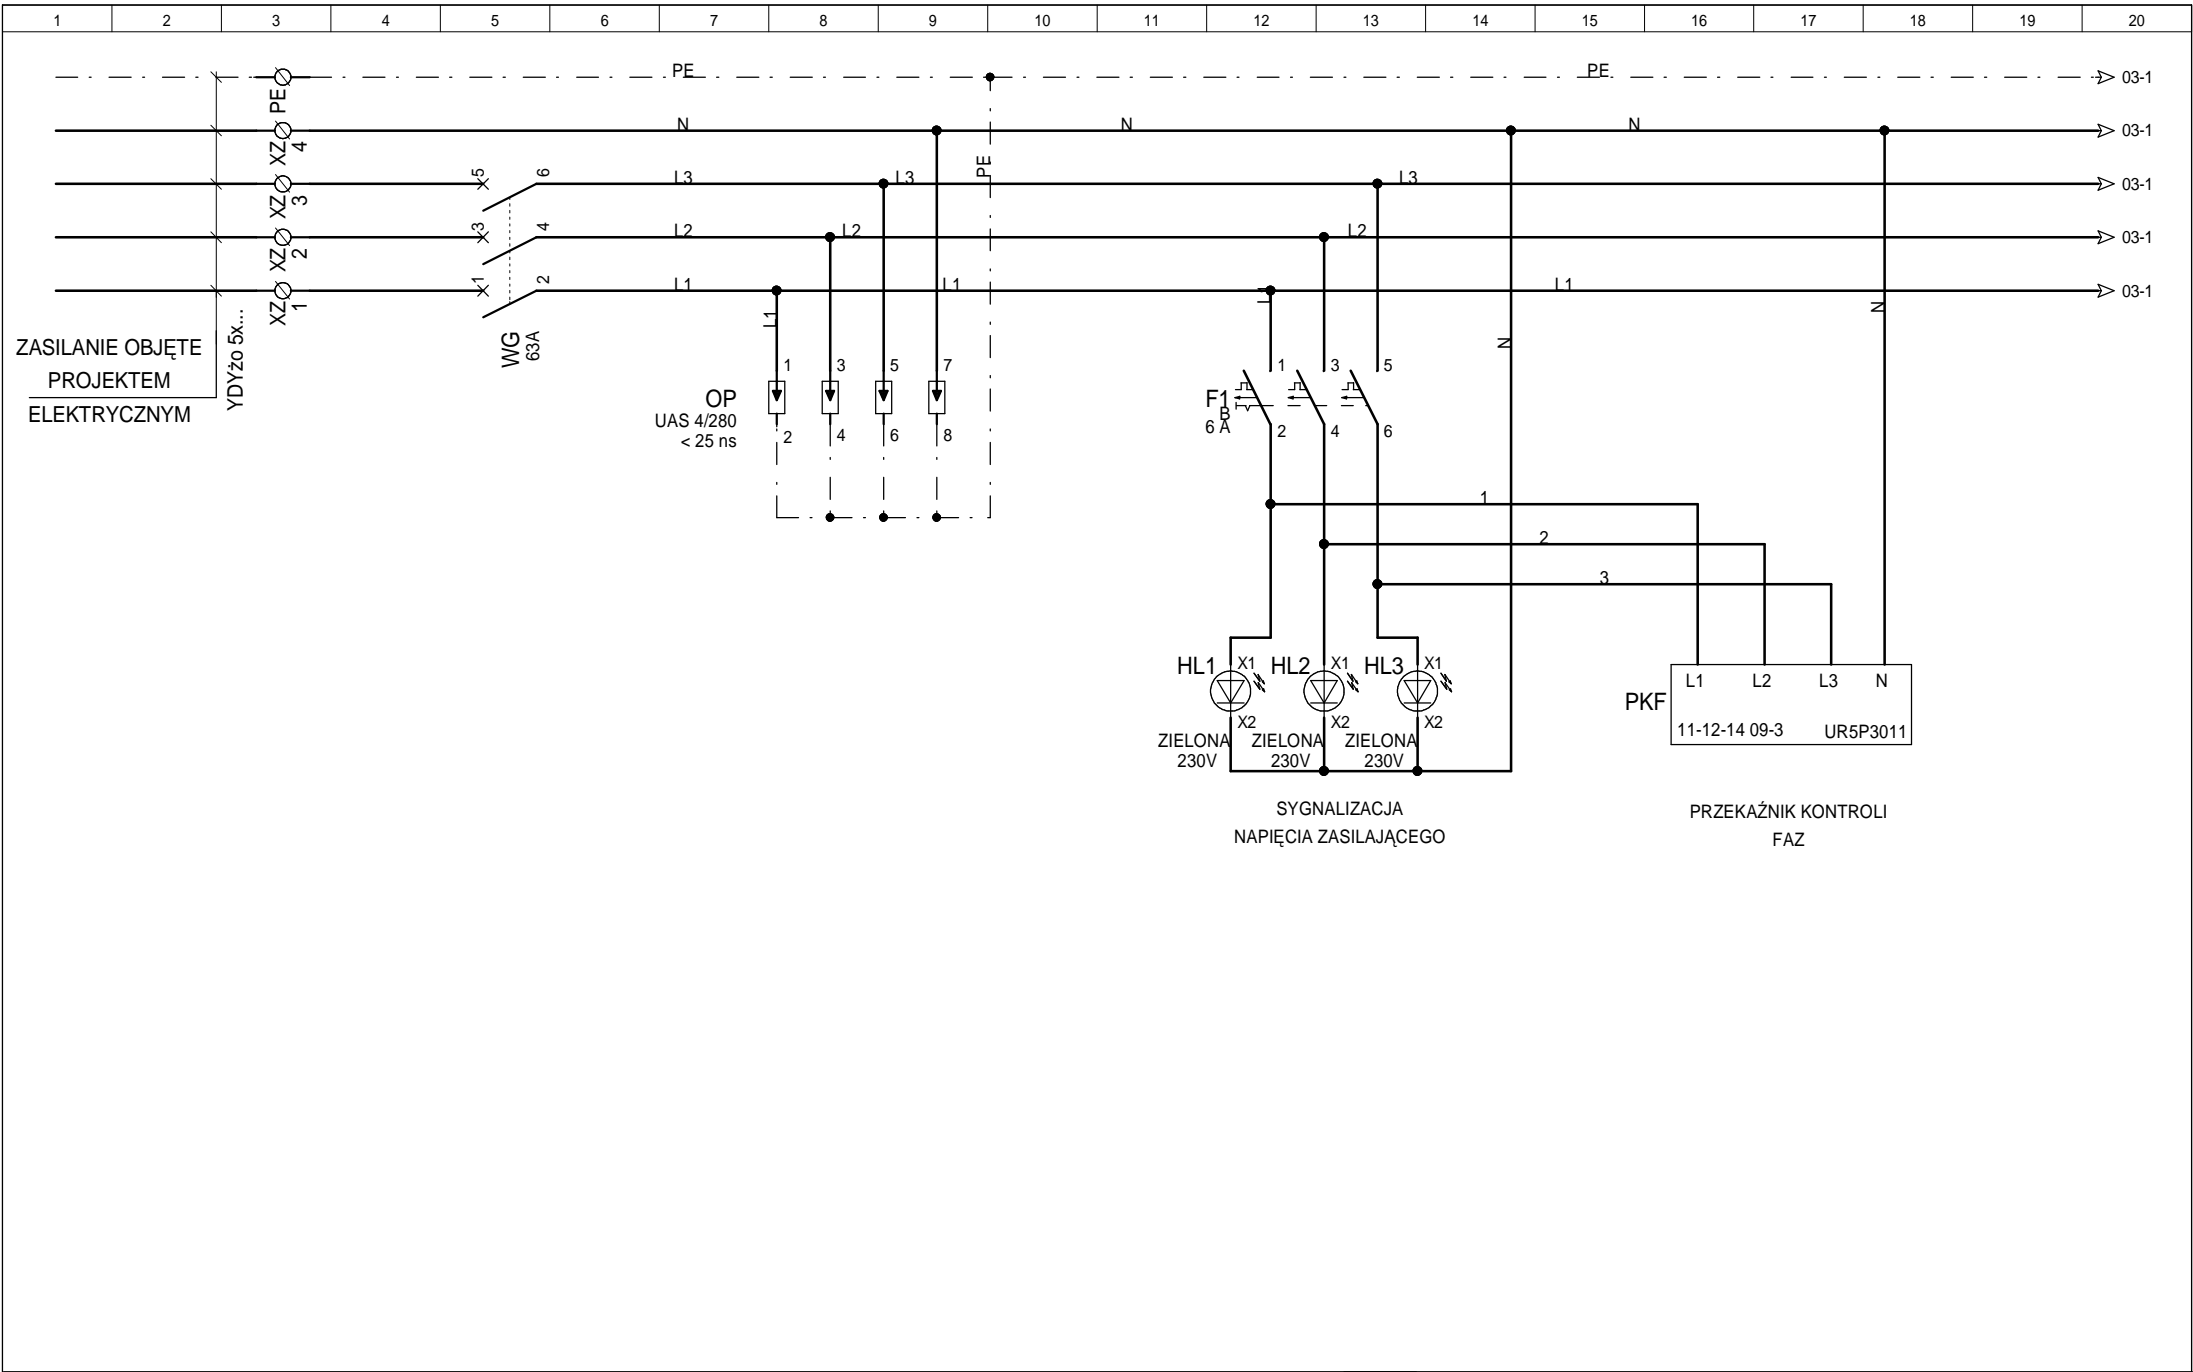 1 2 3 4 5 6 7 8 9 10 11 12 13 14 15 16 17 18 19 20
PE PE 03-1
PE
N N N 03-1
XZ 4
PE
5 6 L3 L3 L3 03-1
XZ 3
3 4 L2 L2 L2 03-1
XZ 2
1 2 L1 L1 L1 L1 03-1
XZ 1
L1
N
N
ZASILANIE OBJĘTE
PROJEKTEM
ELEKTRYCZNYM
YDYżo 5x...
WG
63A
1 3 5 7
OP
UAS 4/280
< 25 ns
2 4 6 8
1 3 5
F1
B
6 A
2 4 6
1
2
3
HL1 X1 HL2 X1 HL3 X1
X2 X2 X2
ZIELONA ZIELONA ZIELONA
230V 230V 230V
L1 L2 L3 N
PKF
11-12-14 09-3 UR5P3011
SYGNALIZACJA
NAPIĘCIA ZASILAJĄCEGO
PRZEKAŹNIK KONTROLI
FAZ